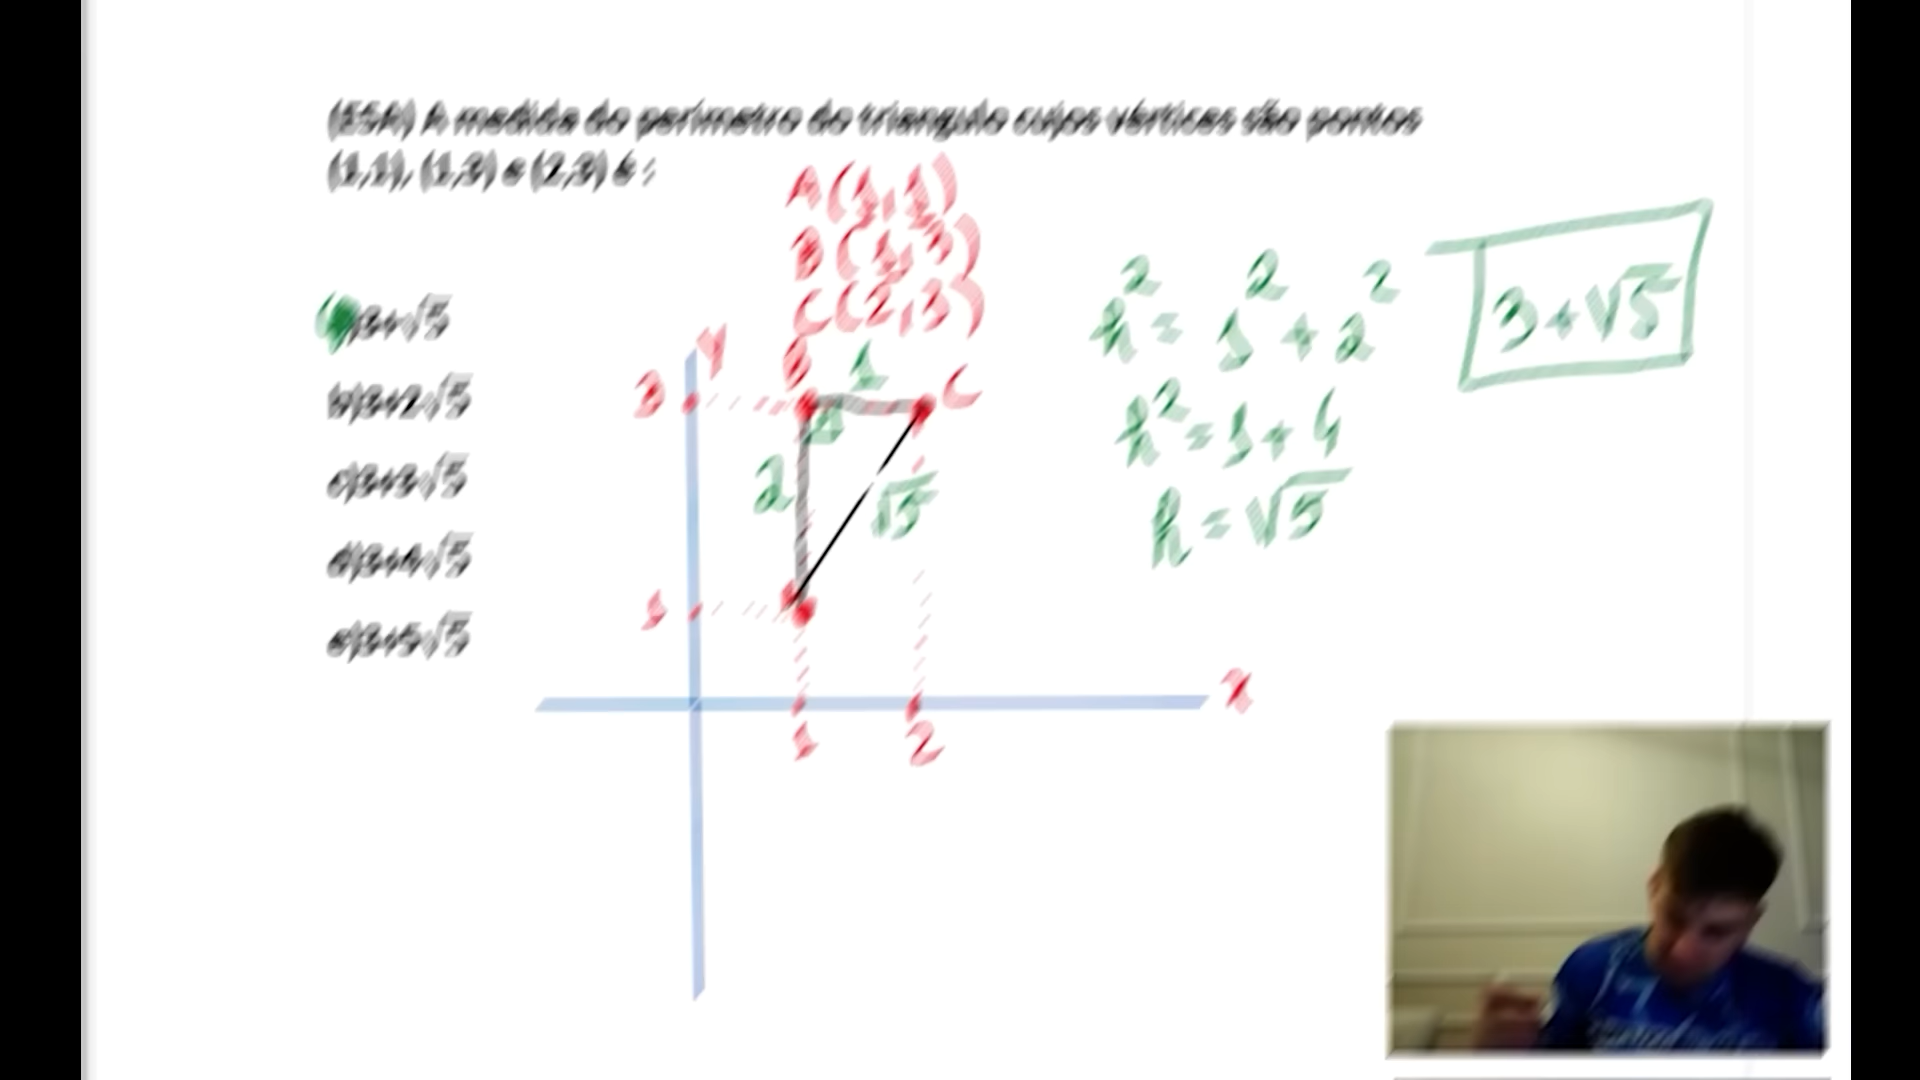 (ESA) A medida do perímetro do triângulo cujos vértices são pontos
(1,1), (1,3) e (2,3) é :
A(1,1)
B(1,3)
C(2,3)
a)3+√5
b)3+2√5
c)3+3√5
d)3+4√5
e)3+5√5
y
B
1
3
C
2
√5
A
1
x
1
2
h²= 1²+2²
h²=1+4
h=√5
3+√5